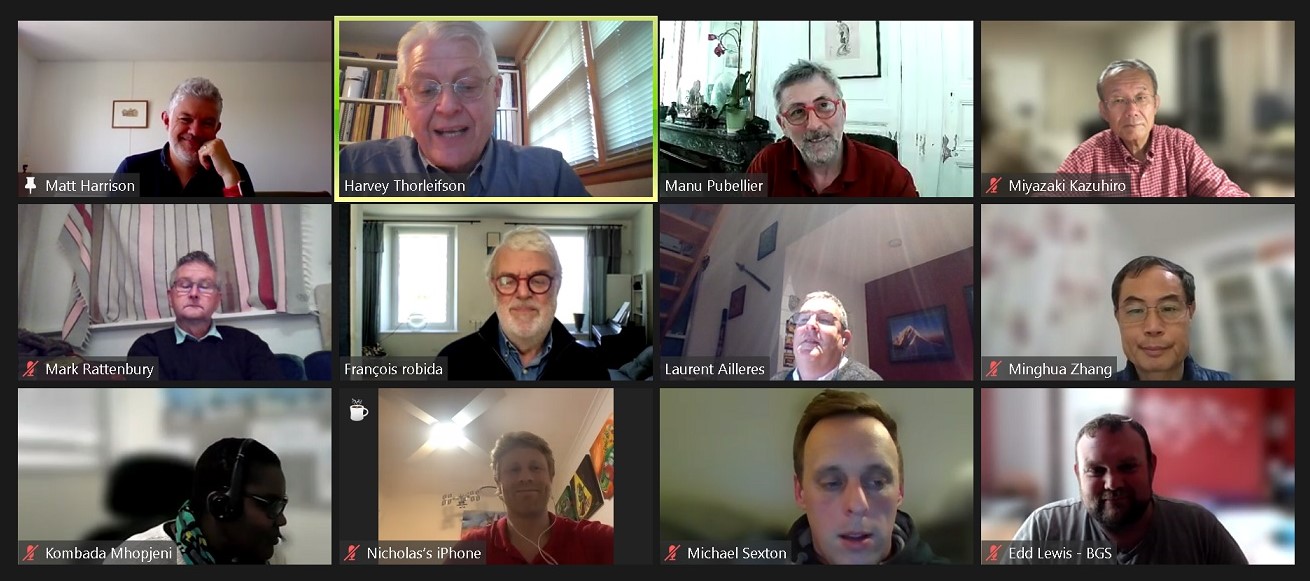 Matt Harrison
Harvey Thorleifson
Manu Pubellier
Miyazaki Kazuhiro
Mark Rattenbury
François robida
Laurent Ailleres
Minghua Zhang
Kombada Mhopjeni
Nicholas's iPhone
Michael Sexton
Edd Lewis - BGS